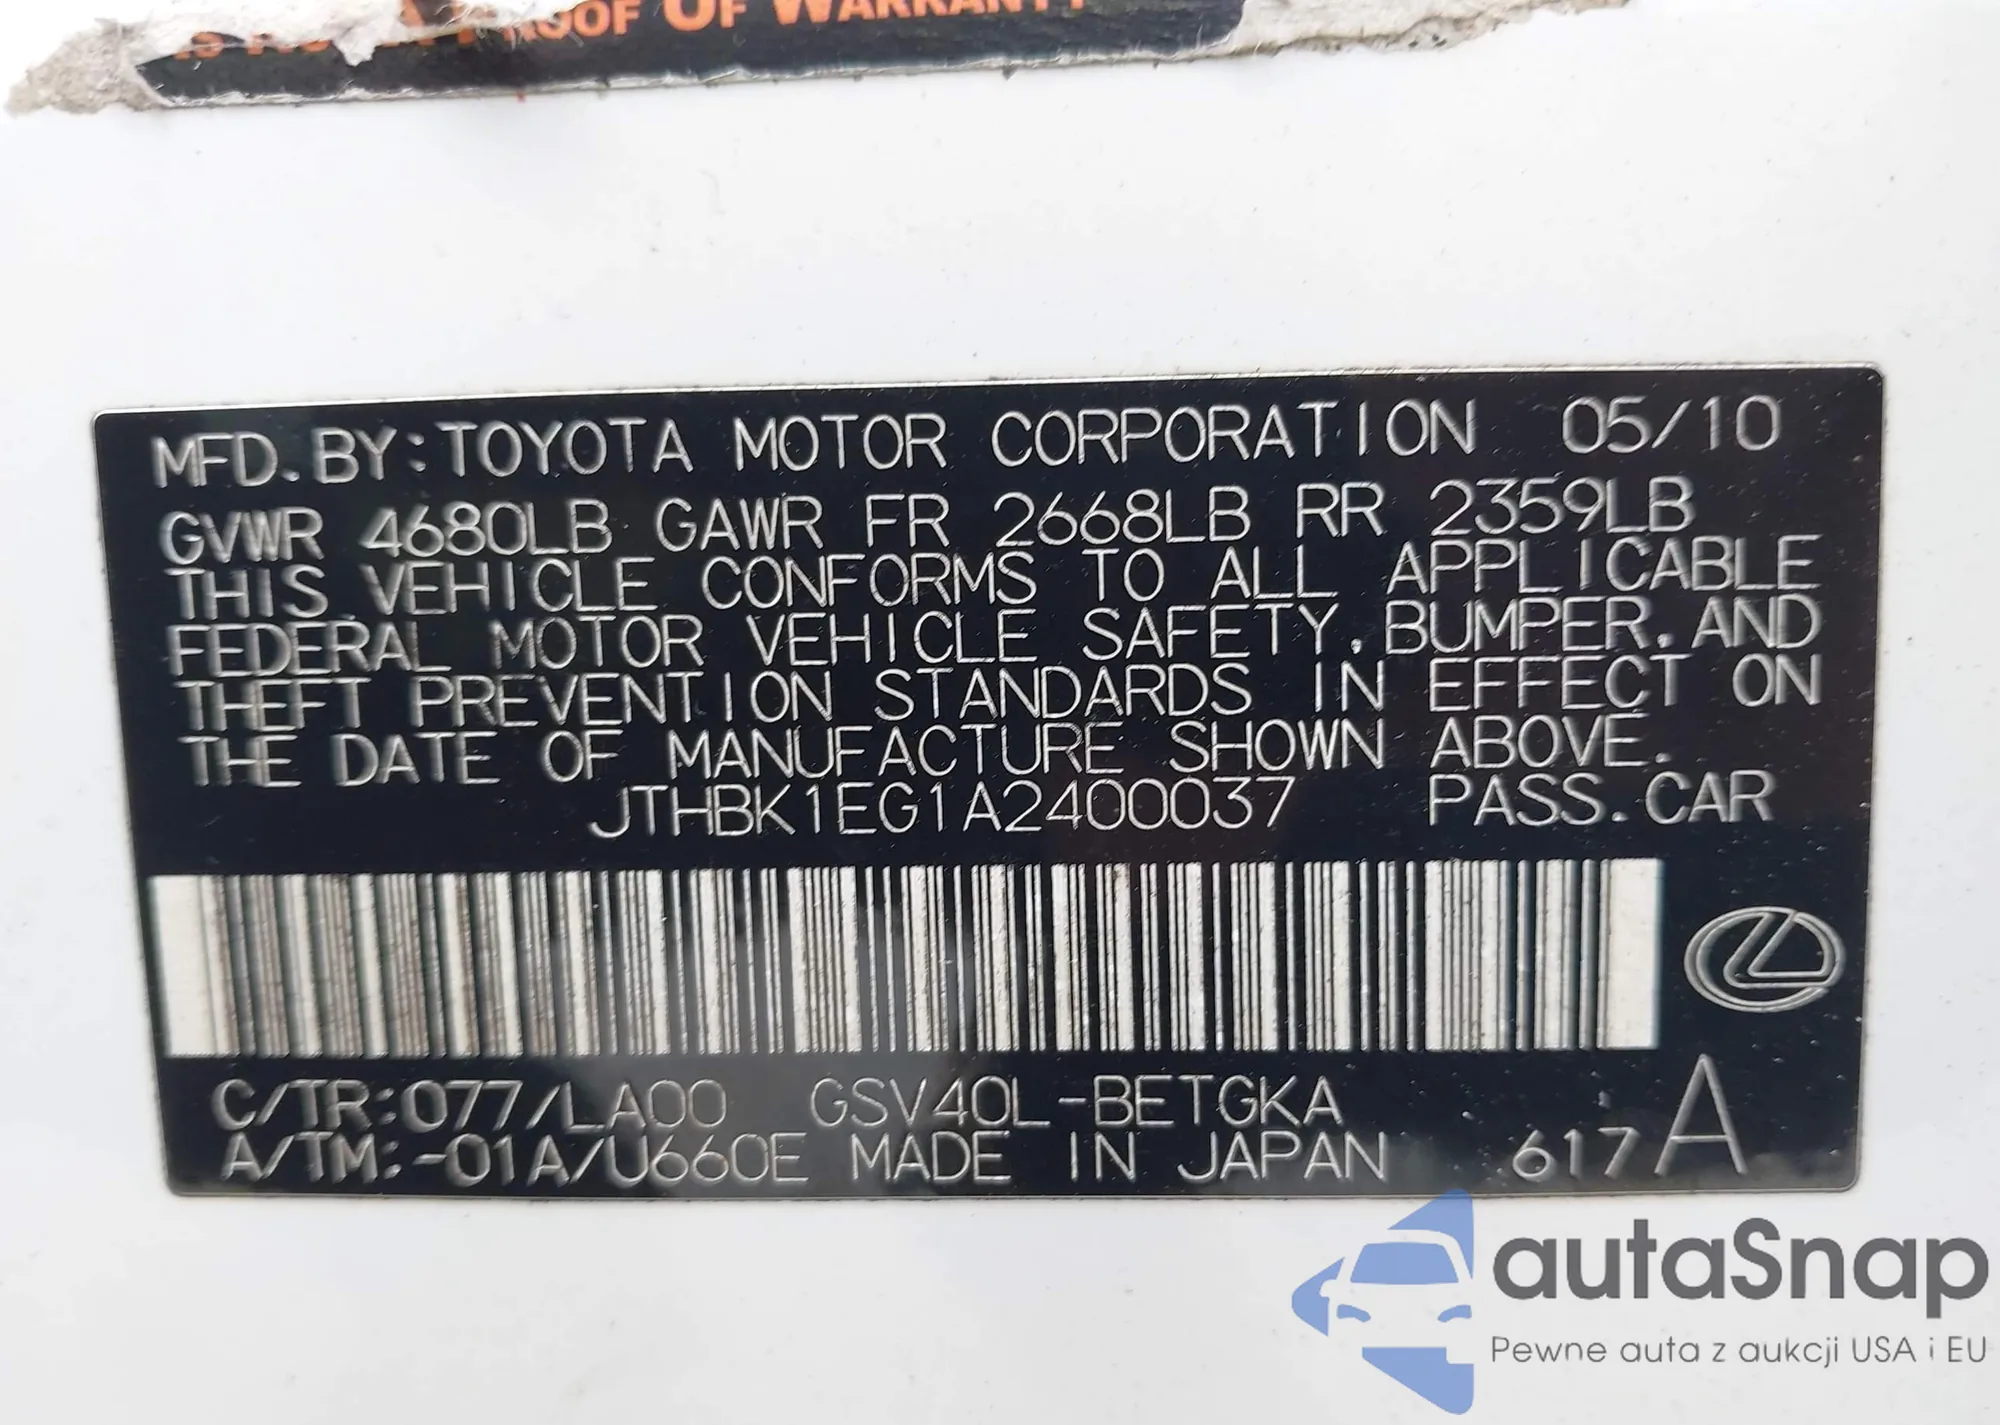 PROOF OF WARRANTY
MFD. BY: TOYOTA MOTOR CORPORATION 05/10
GVWR 4680LB GAWR FR 2668LB RR 2359LB
THIS VEHICLE CONFORMS TO ALL APPLICABLE
FEDERAL MOTOR VEHICLE SAFETY, BUMPER, AND
THEFT PREVENTION STANDARDS IN EFFECT ON
THE DATE OF MANUFACTURE SHOWN ABOVE.
JTHBK1EG1A2400037 PASS. CAR
C/TR:077/LA00 GSV40L-BETGKA
A/TM:-01A/U660E MADE IN JAPAN 617 A
autaSnap
Pewne auta z aukcji USA i EU